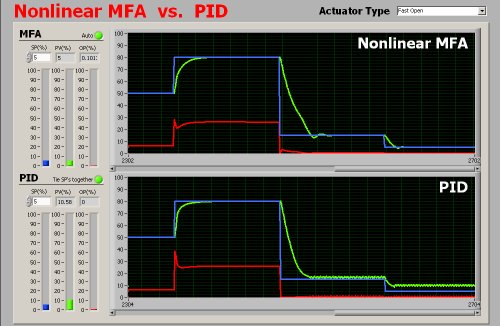 Nonlinear MFA vs. PID
Actuator Type
Fast Open
MFA
Auto
SP(%) PV(%) OP(%)
5 5 0.101
100 100 100
90 90 90
80 80 80
70 70 70
60 60 60
50 50 50
40 40 40
30 30 30
20 20 20
10 10 10
0 0 0
Nonlinear MFA
100
90
80
70
60
50
40
30
20
10
0
2302 2702
PID
Tie SP's together
SP(%) PV(%) OP(%)
5 10.58 0
100 100 100
90 90 90
80 80 80
70 70 70
60 60 60
50 50 50
40 40 40
30 30 30
20 20 20
10 10 10
0 0 0
PID
100
90
80
70
60
50
40
30
20
10
0
2304 2704